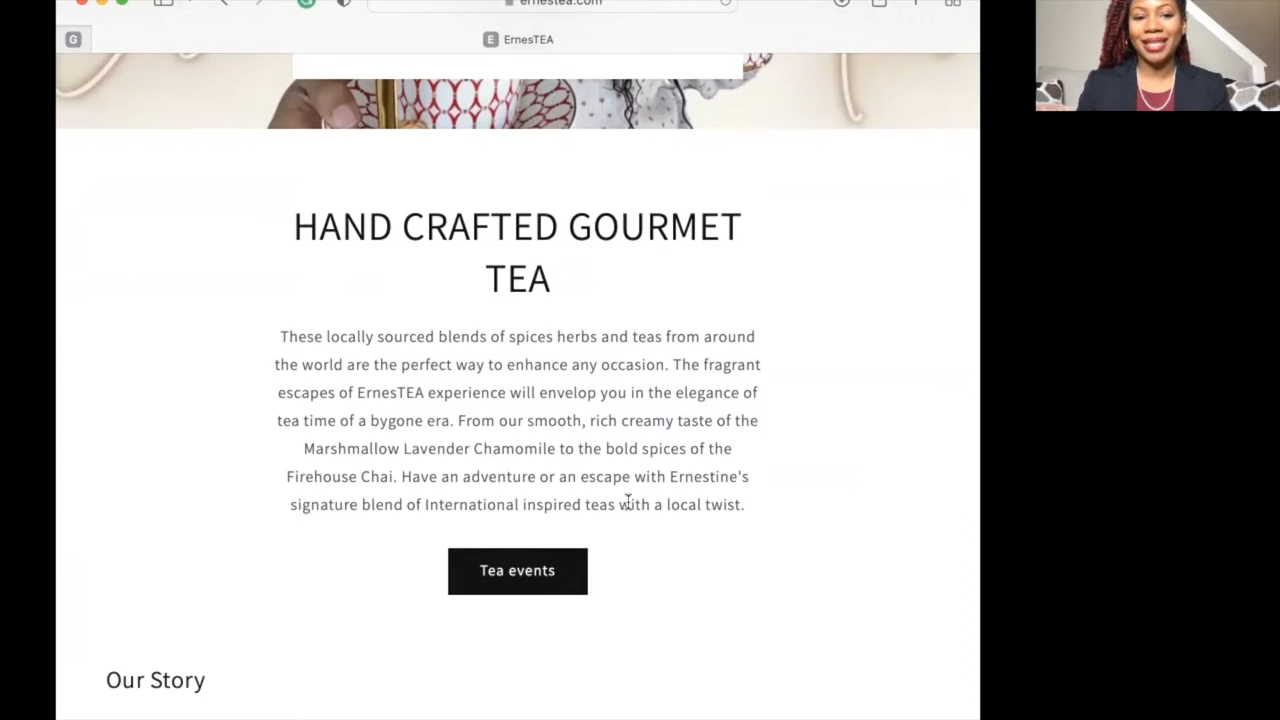 ernestea.com
G
E ErnesTEA
HAND CRAFTED GOURMET
TEA
These locally sourced blends of spices herbs and teas from around
the world are the perfect way to enhance any occasion. The fragrant
escapes of ErnesTEA experience will envelop you in the elegance of
tea time of a bygone era. From our smooth, rich creamy taste of the
Marshmallow Lavender Chamomile to the bold spices of the
Firehouse Chai. Have an adventure or an escape with Ernestine's
signature blend of International inspired teas with a local twist.
Tea events
Our Story